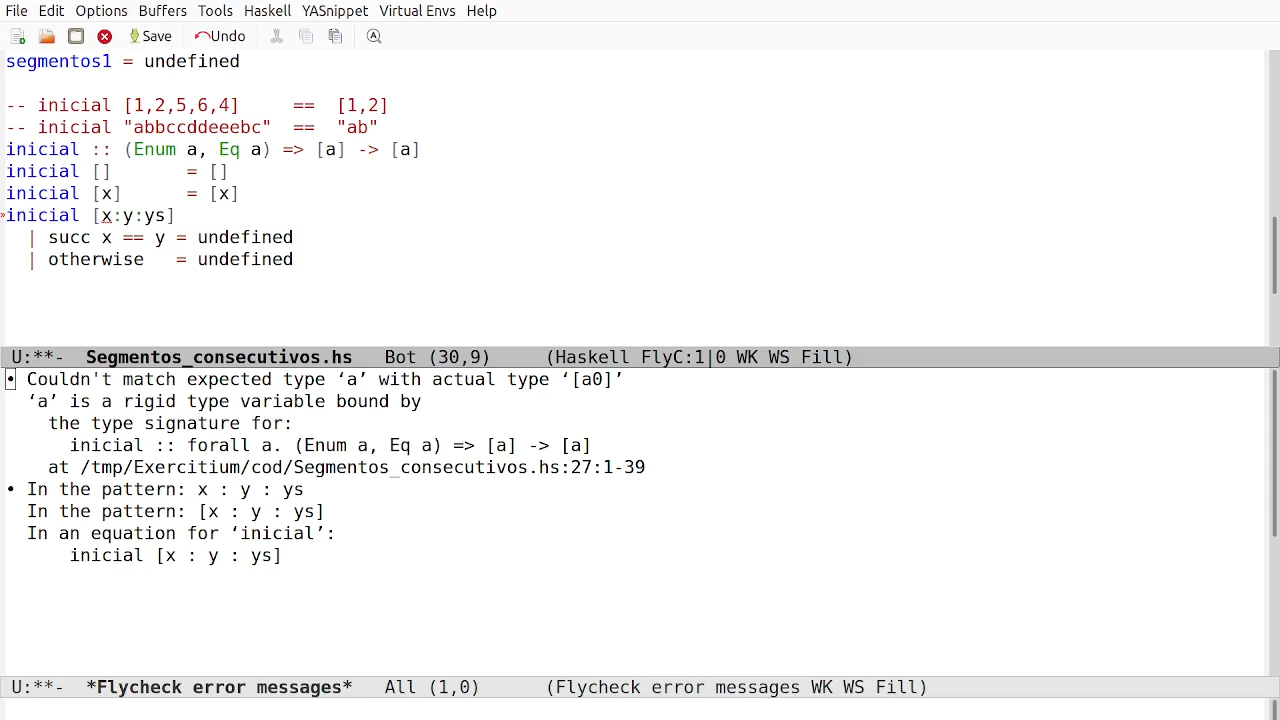 File Edit Options Buffers Tools Haskell YASnippet Virtual Envs Help
Save Undo
segmentos1 = undefined
-- inicial [1,2,5,6,4]     ==  [1,2]
-- inicial "abbccddeeebc"  ==  "ab"
inicial :: (Enum a, Eq a) => [a] -> [a]
inicial []       = []
inicial [x]      = [x]
»inicial [x:y:ys]
  | succ x == y = undefined
  | otherwise   = undefined
U:**-  Segmentos_consecutivos.hs   Bot (30,9)     (Haskell FlyC:1|0 WK WS Fill)
• Couldn't match expected type ‘a’ with actual type ‘[a0]’
  ‘a’ is a rigid type variable bound by
    the type signature for:
      inicial :: forall a. (Enum a, Eq a) => [a] -> [a]
    at /tmp/Exercitium/cod/Segmentos_consecutivos.hs:27:1-39
• In the pattern: x : y : ys
  In the pattern: [x : y : ys]
  In an equation for ‘inicial’:
      inicial [x : y : ys]
U:**-  *Flycheck error messages*   All (1,0)      (Flycheck error messages WK WS Fill)